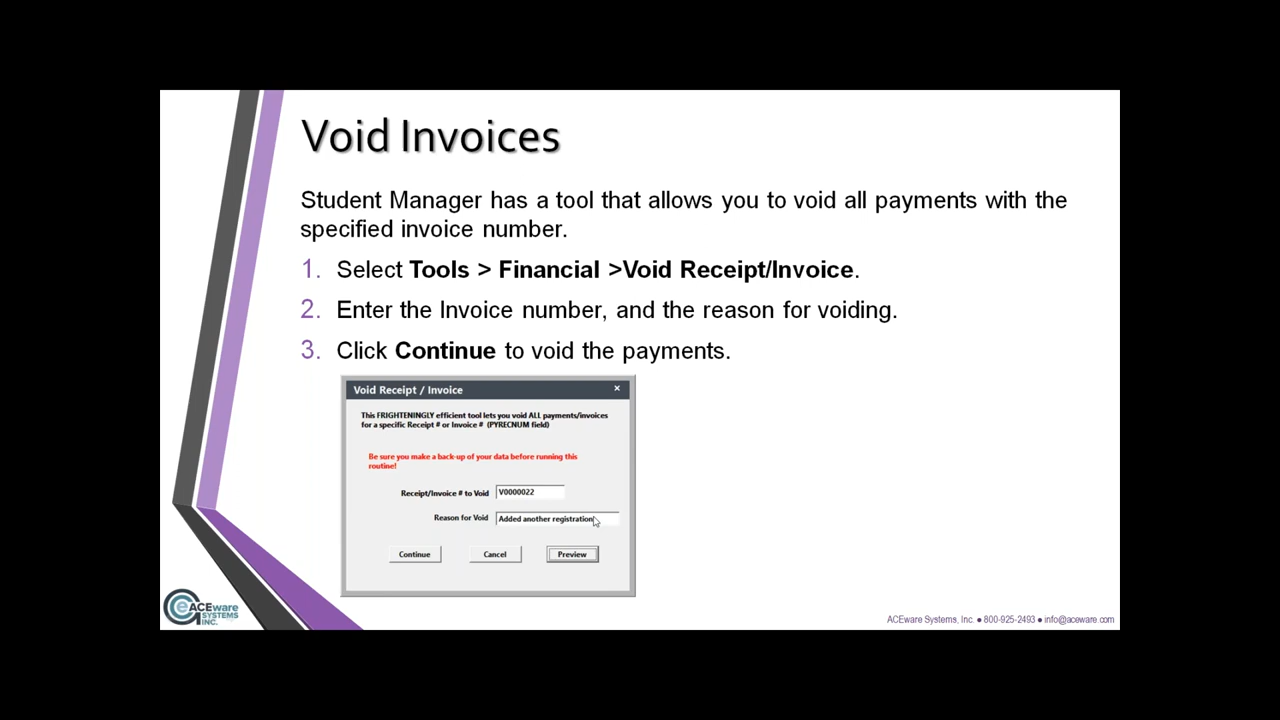 Void Invoices
Student Manager has a tool that allows you to void all payments with the
specified invoice number.
1. Select Tools > Financial >Void Receipt/Invoice.
2. Enter the Invoice number, and the reason for voiding.
3. Click Continue to void the payments.
Void Receipt / Invoice ×
This FRIGHTENINGLY efficient tool lets you void ALL payments/invoices
for a specific Receipt # or Invoice # (PYRECNUM field)
Be sure you make a back-up of your data before running this
routine!
Receipt/Invoice # to Void V0000022
Reason for Void Added another registration
Continue Cancel Preview
ACEware
SYSTEMS
INC.
ACEware Systems, Inc. ● 800-925-2493 ● info@aceware.com